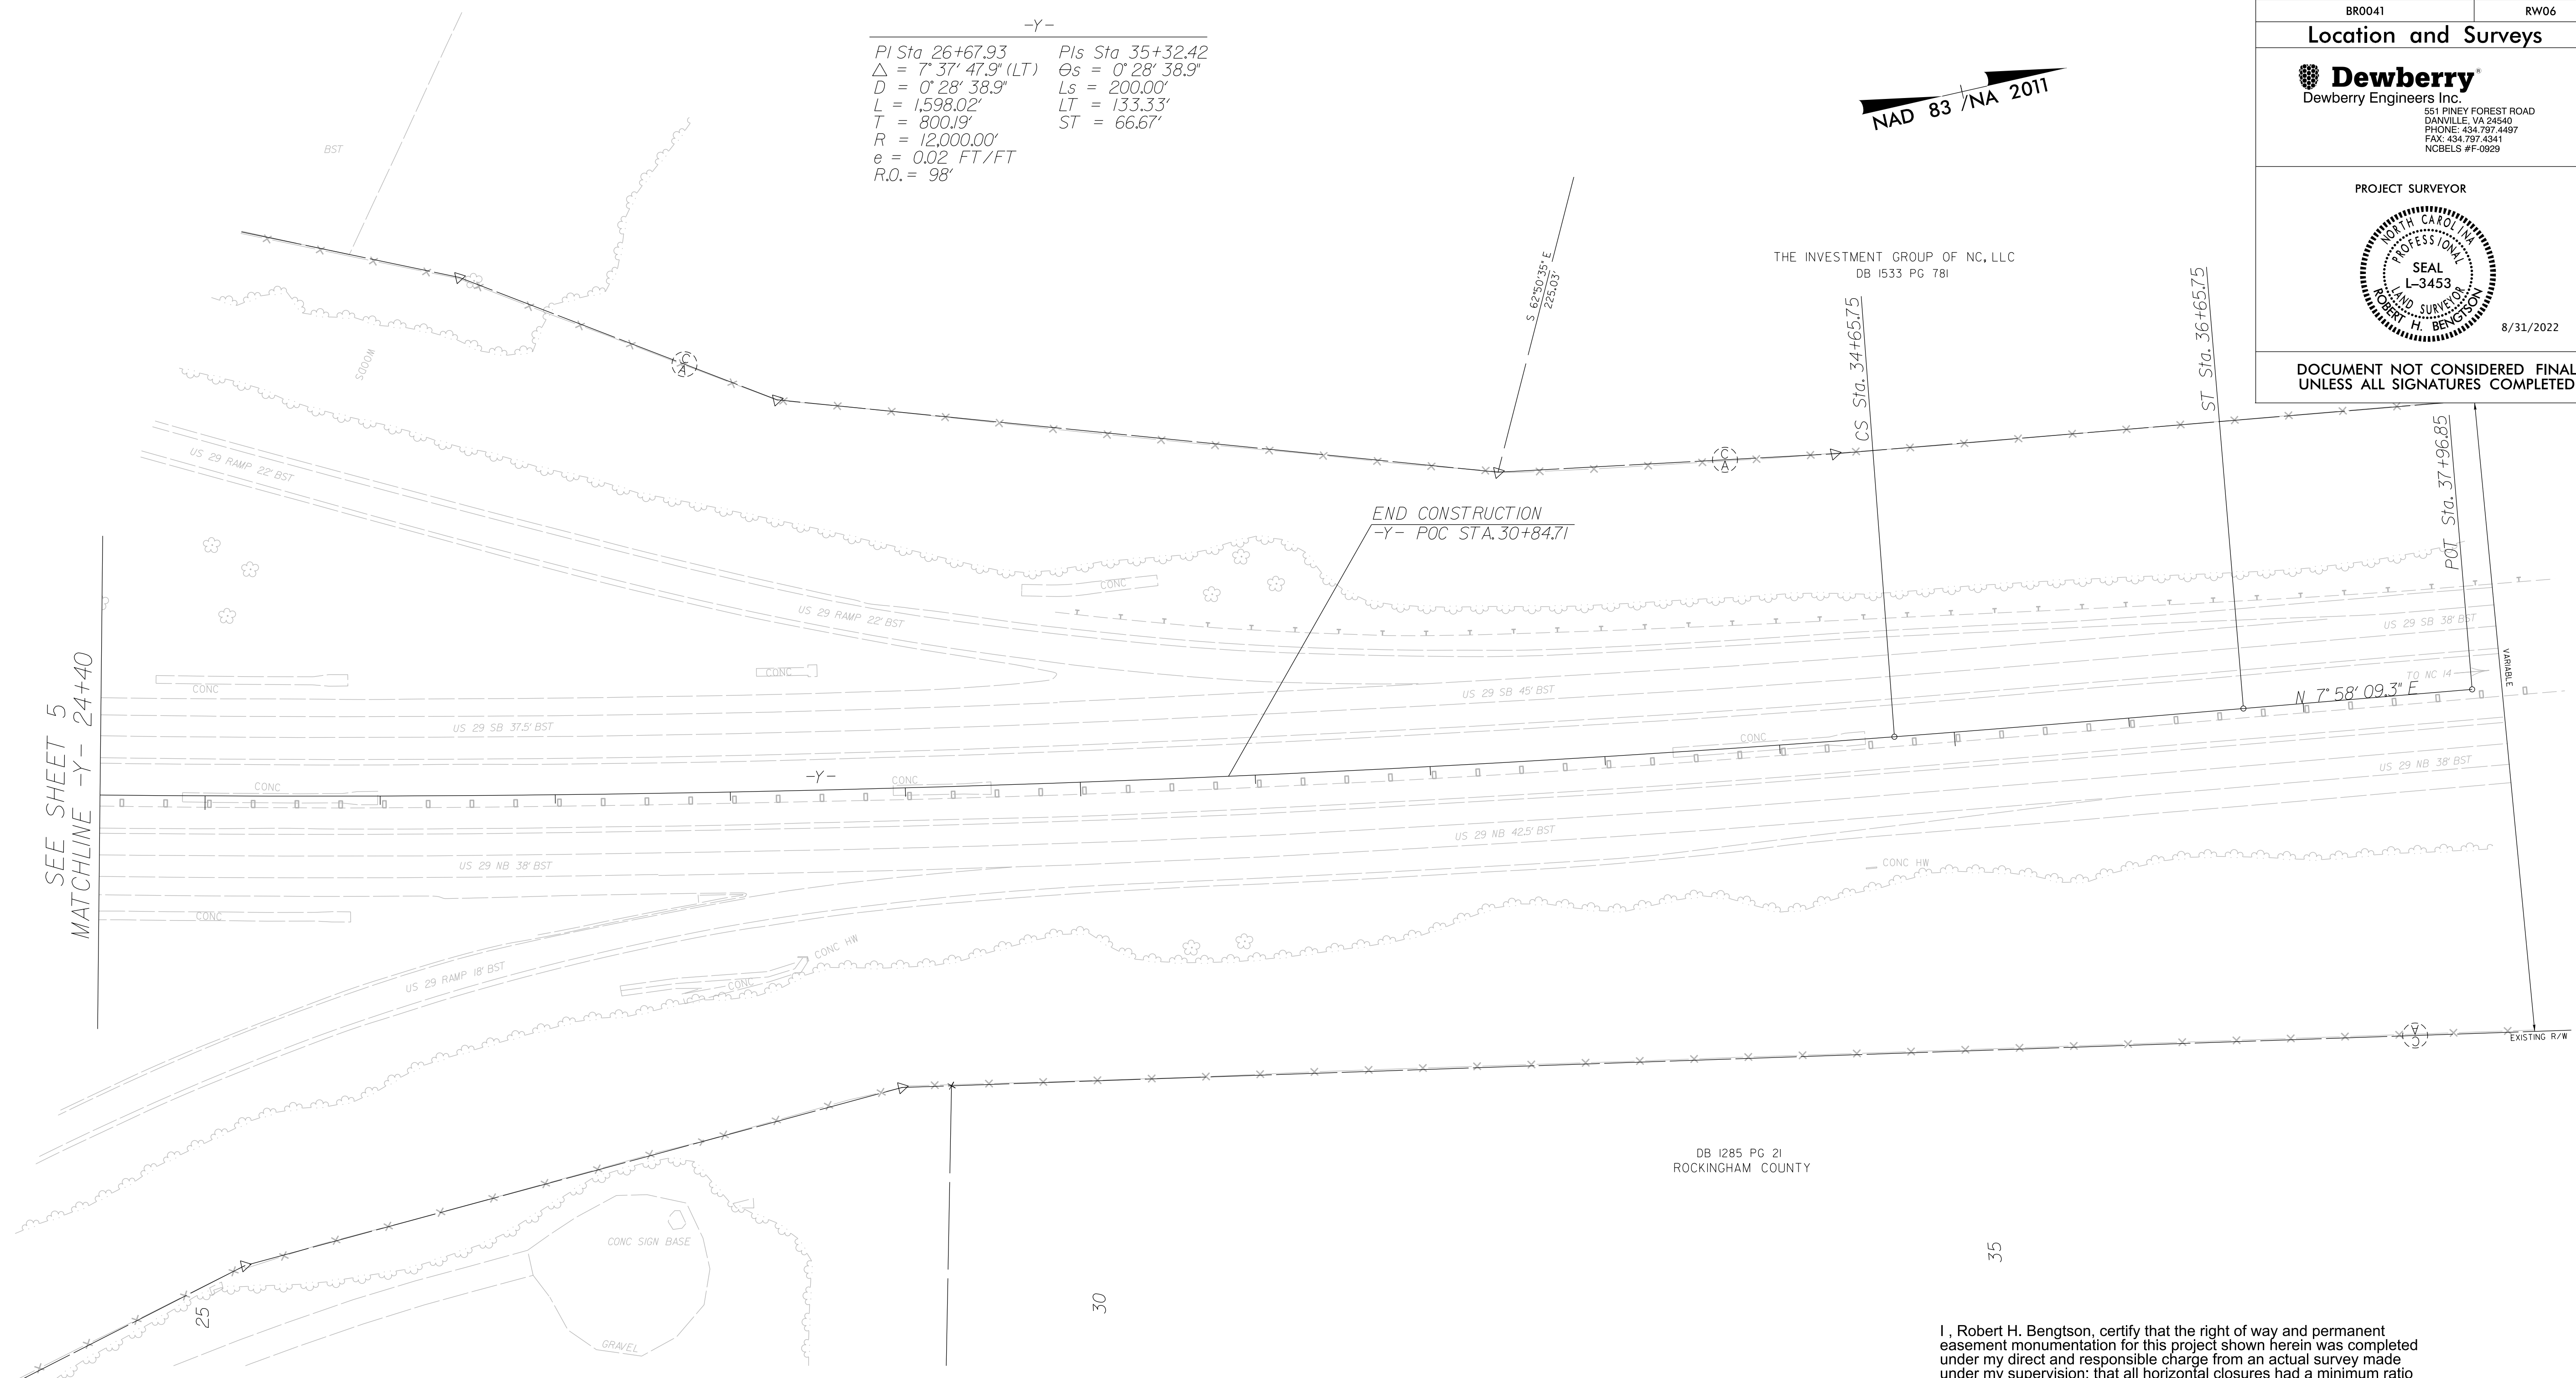 BR0041 RW06
Location and Surveys
Dewberry®
Dewberry Engineers Inc.
551 PINEY FOREST ROAD
DANVILLE, VA 24540
PHONE: 434.797.4497
FAX: 434.797.4341
NCBELS #F-0929
PROJECT SURVEYOR
NORTH CAROLINA
PROFESSIONAL
SEAL
L-3453
LAND SURVEYOR
ROBERT H. BENGTSON
8/31/2022
DOCUMENT NOT CONSIDERED FINAL
UNLESS ALL SIGNATURES COMPLETED
-Y-
PI Sta 26+67.93
Δ = 7° 37' 47.9" (LT)
D = 0° 28' 38.9"
L = 1,598.02'
T = 800.19'
R = 12,000.00'
e = 0.02 FT/FT
R.O. = 98'
PIs Sta 35+32.42
Θs = 0° 28' 38.9"
Ls = 200.00'
LT = 133.33'
ST = 66.67'
NAD 83 /NA 2011
BST
WOODS
S 62°50'35" E
225.03'
THE INVESTMENT GROUP OF NC, LLC
DB 1533 PG 781
CS Sta. 34+65.75
ST Sta. 36+65.75
POT Sta. 37+96.85
C
A
C
A
US 29 RAMP 22' BST
END CONSTRUCTION
-Y- POC STA. 30+84.71
CONC
US 29 RAMP 22' BST
US 29 SB 38' BST
SEE SHEET 5
MATCHLINE -Y- 24+40
CONC
CONC
US 29 SB 45' BST
TO NC 14
VARIABLE
N 7° 58' 09.3" E
US 29 SB 37.5' BST
CONC
-Y-
CONC
CONC
US 29 NB 38' BST
US 29 NB 42.5' BST
US 29 NB 38' BST
CONC HW
CONC
CONC HW
US 29 RAMP 18' BST
CONC
C
A
EXISTING R/W
DB 1285 PG 21
ROCKINGHAM COUNTY
CONC SIGN BASE
GRAVEL
25
30
35
I , Robert H. Bengtson, certify that the right of way and permanent
easement monumentation for this project shown herein was completed
under my direct and responsible charge from an actual survey made
under my supervision; that all horizontal closures had a minimum ratio